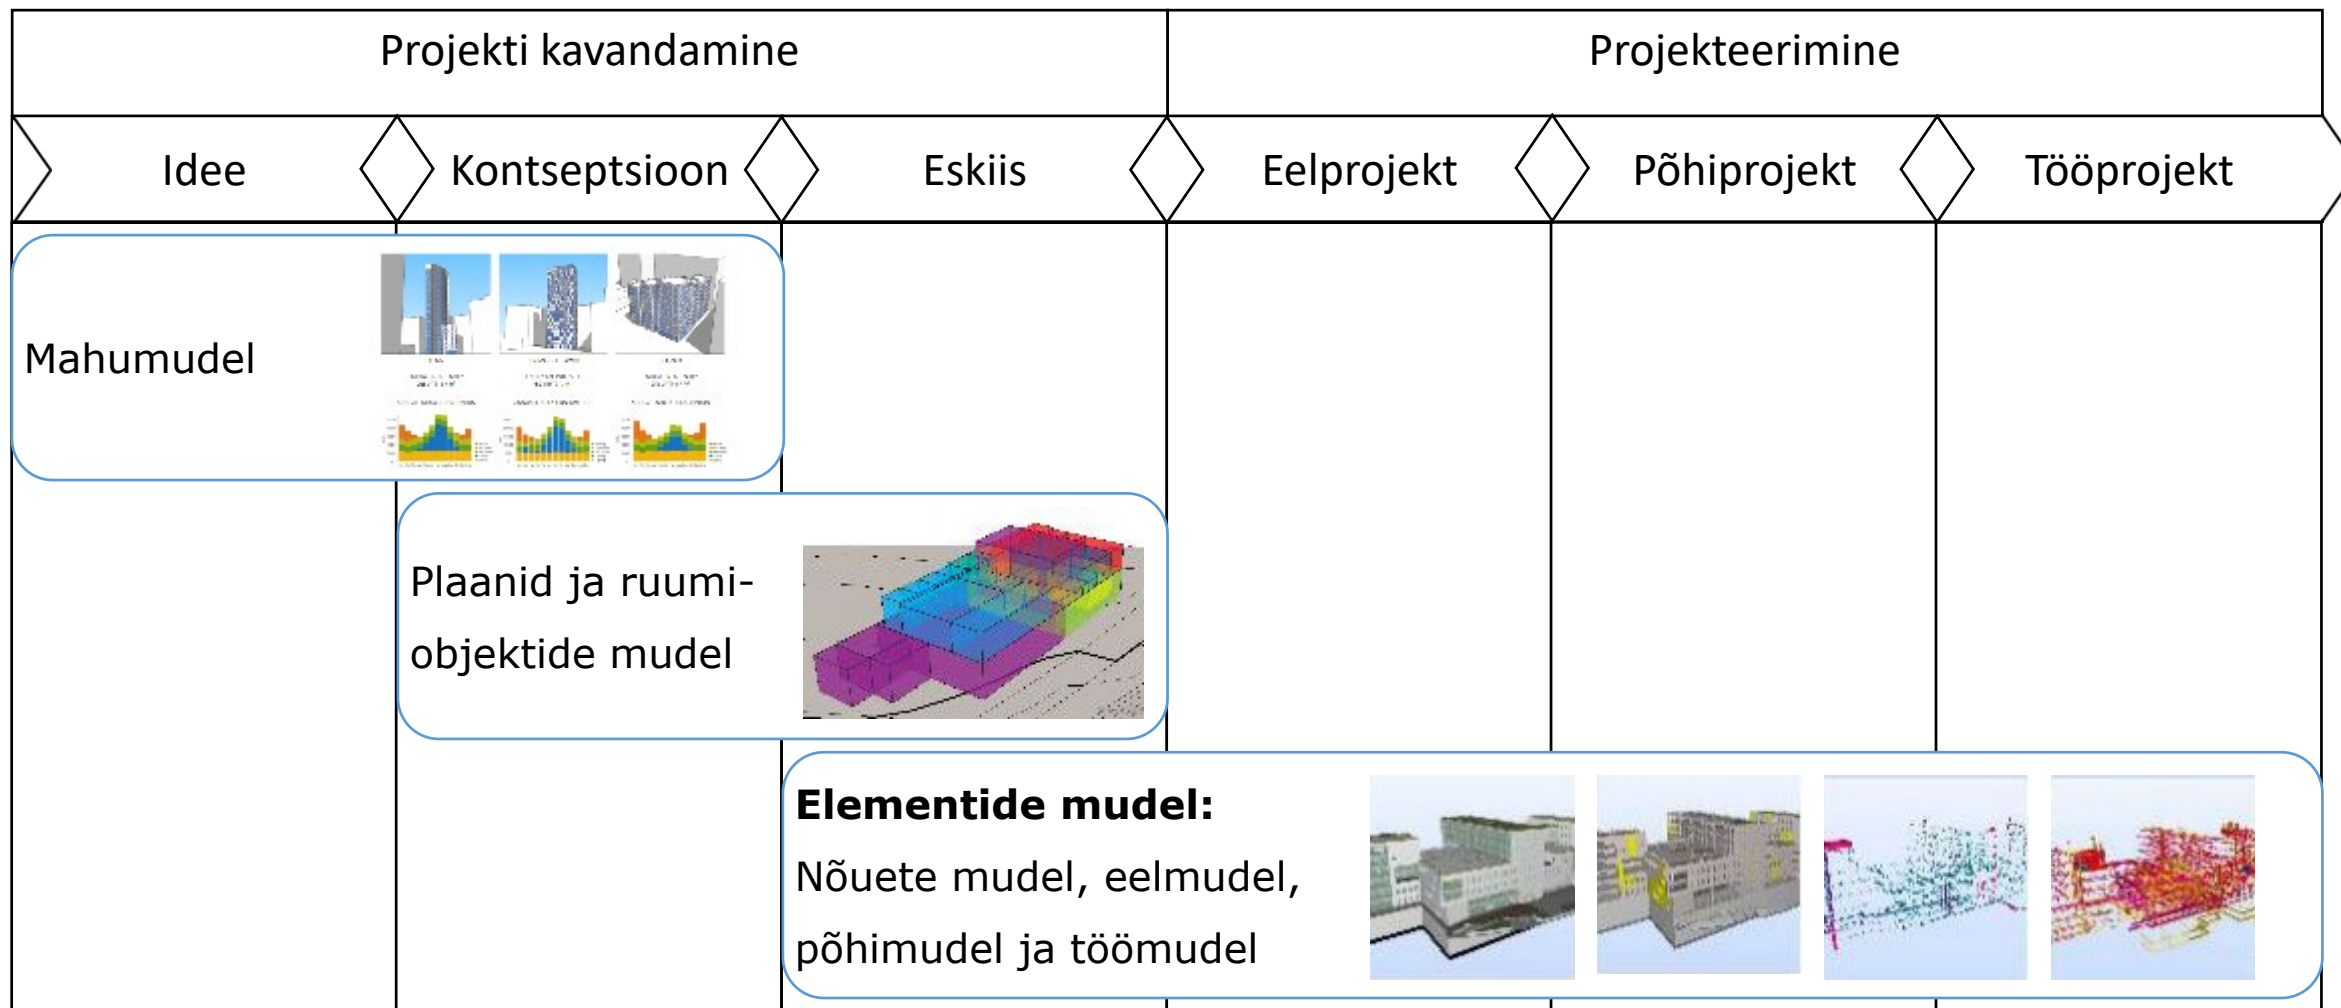 Projekti kavandamine
Projekteerimine
Idee
Kontseptsioon
Eskiis
Eelprojekt
Põhiprojekt
Tööprojekt
Mahumudel
Plaanid ja ruumi-
objektide mudel
Elementide mudel:
Nõuete mudel, eelmudel,
põhimudel ja töömudel